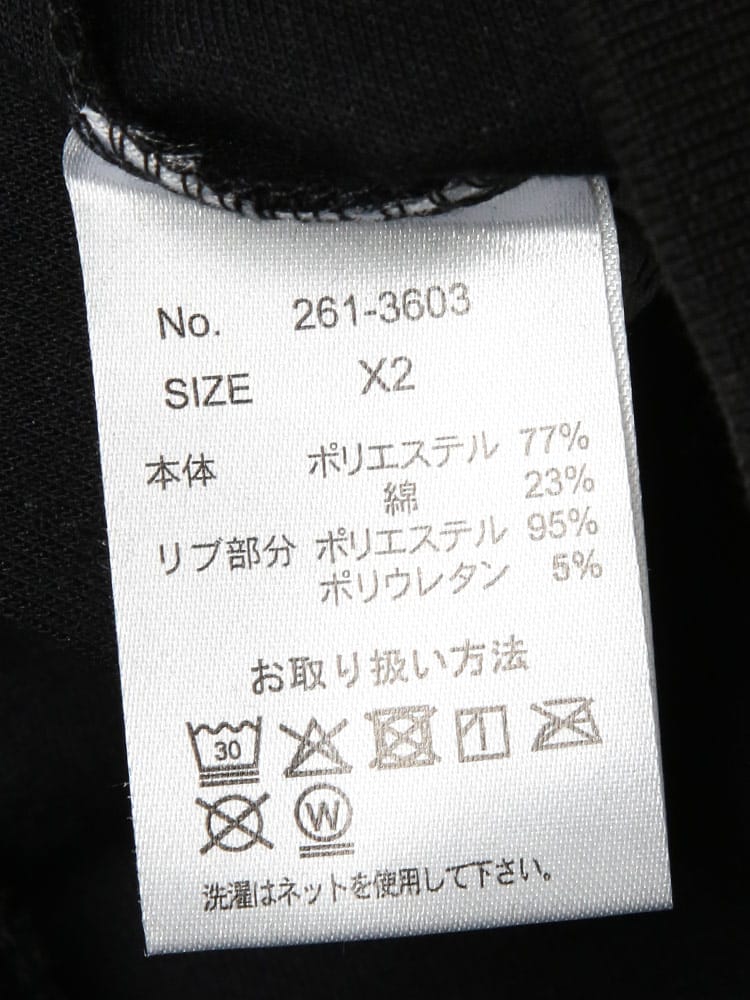 No. 261-3603
SIZE X2
本体 ポリエステル 77%
綿 23%
リブ部分 ポリエステル 95%
ポリウレタン 5%
お取り扱い方法
30
W
洗濯はネットを使用して下さい。